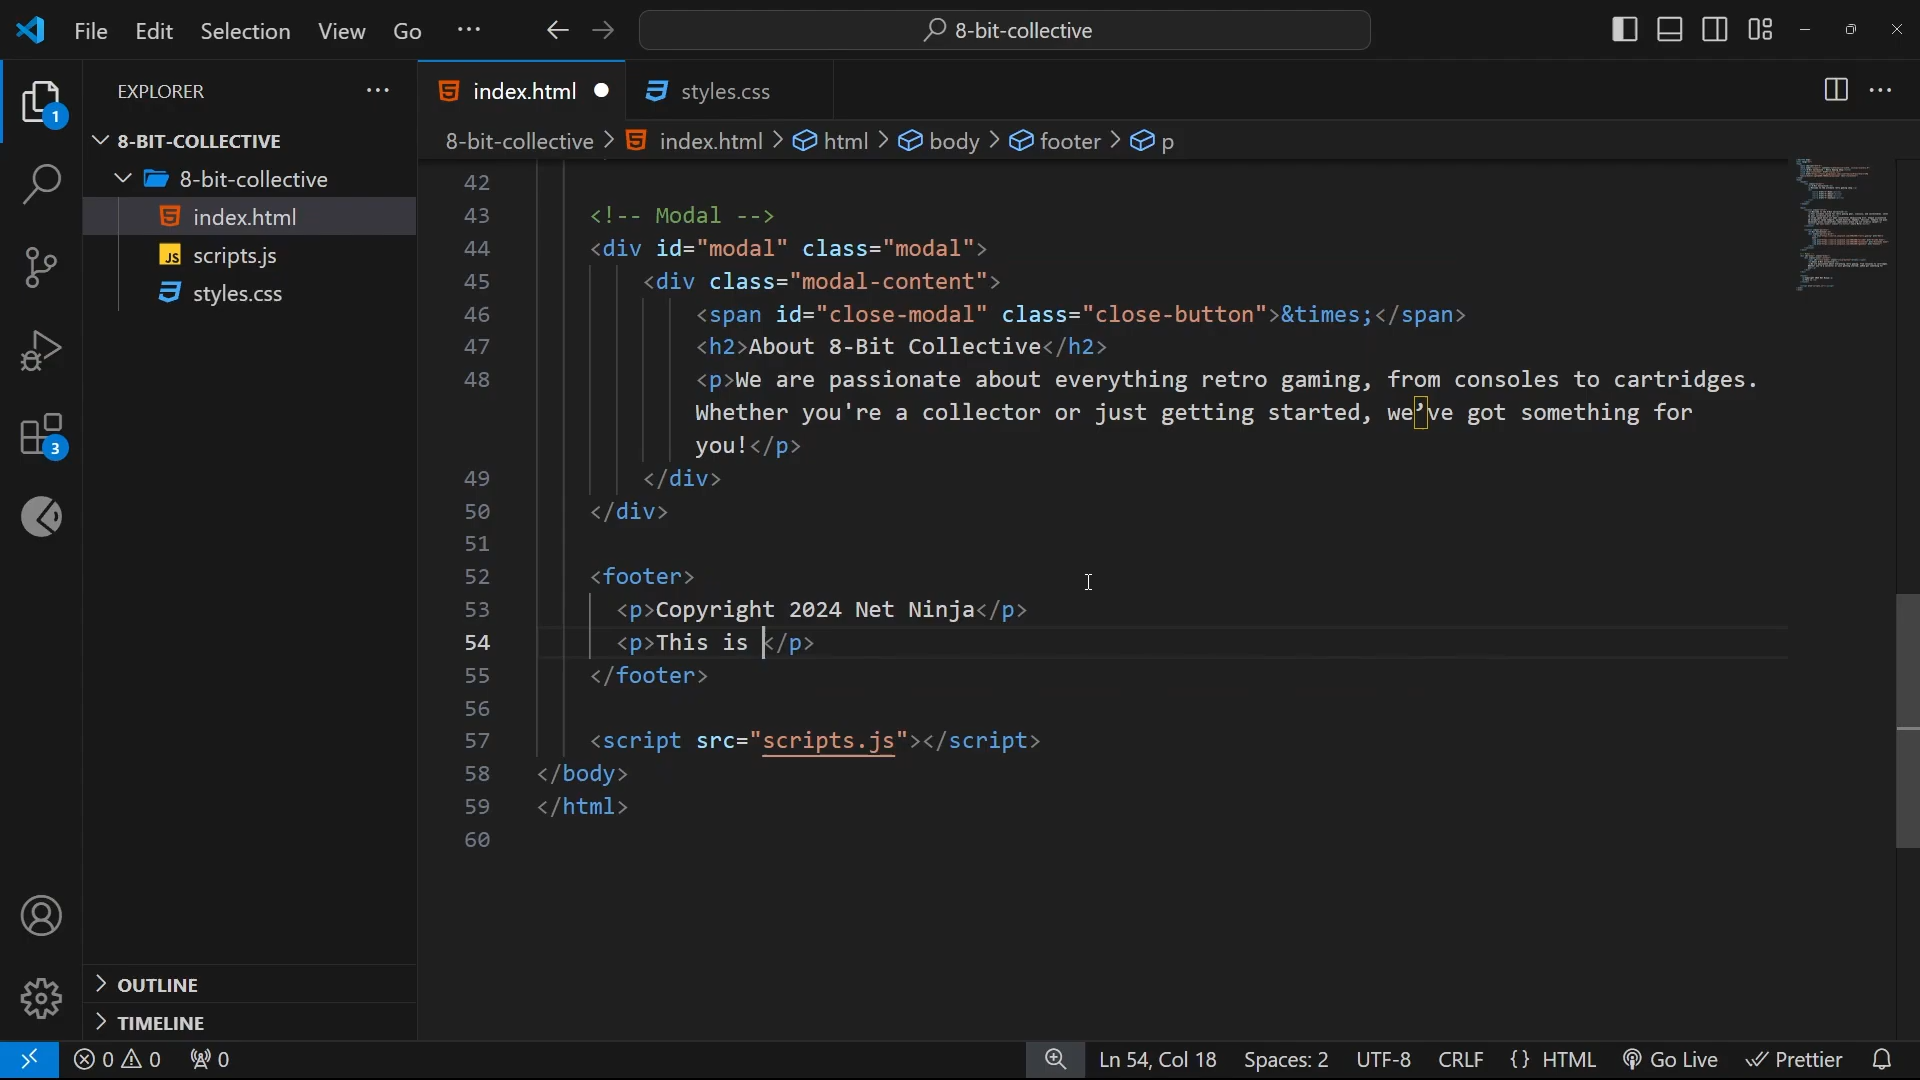 File Edit Selection View Go ··· 8-bit-collective
EXPLORER ···
8-BIT-COLLECTIVE
8-bit-collective
index.html
JS scripts.js
styles.css
1
3
OUTLINE
TIMELINE
index.html styles.css ···
8-bit-collective > index.html > html > body > footer > p
42
43 <!-- Modal -->
44 <div id="modal" class="modal">
45 <div class="modal-content">
46 <span id="close-modal" class="close-button">&times;</span>
47 <h2>About 8-Bit Collective</h2>
48 <p>We are passionate about everything retro gaming, from consoles to cartridges.
Whether you're a collector or just getting started, we’ve got something for
you!</p>
49 </div>
50 </div>
51
52 <footer>
53 <p>Copyright 2024 Net Ninja</p>
54 <p>This is </p>
55 </footer>
56
57 <script src="scripts.js"></script>
58 </body>
59 </html>
60
0 0 0 Ln 54, Col 18 Spaces: 2 UTF-8 CRLF {} HTML Go Live Prettier